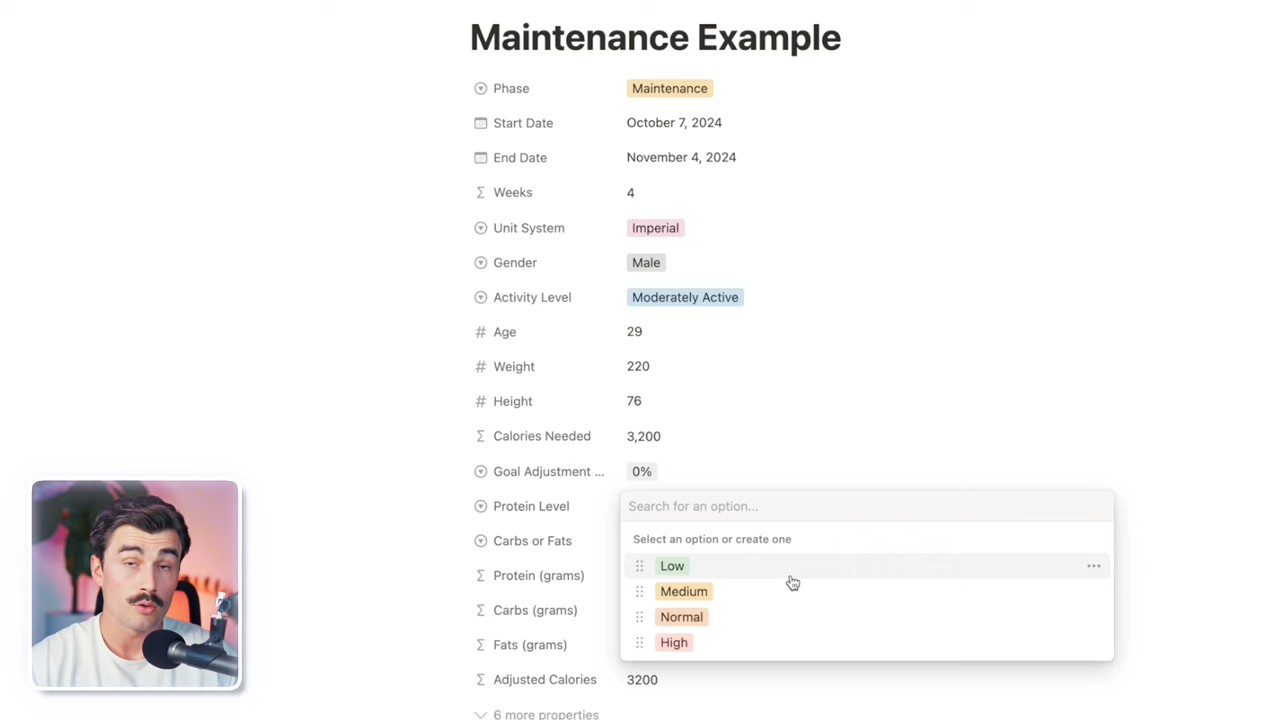 Maintenance Example
Phase Maintenance
Start Date October 7, 2024
End Date November 4, 2024
Weeks 4
Unit System Imperial
Gender Male
Activity Level Moderately Active
# Age 29
# Weight 220
# Height 76
Calories Needed 3,200
Goal Adjustment ... 0%
Protein Level Search for an option...
Select an option or create one
Carbs or Fats
Low
Protein (grams)
Medium
Carbs (grams)
Normal
Fats (grams)
High
Adjusted Calories 3200
6 more properties